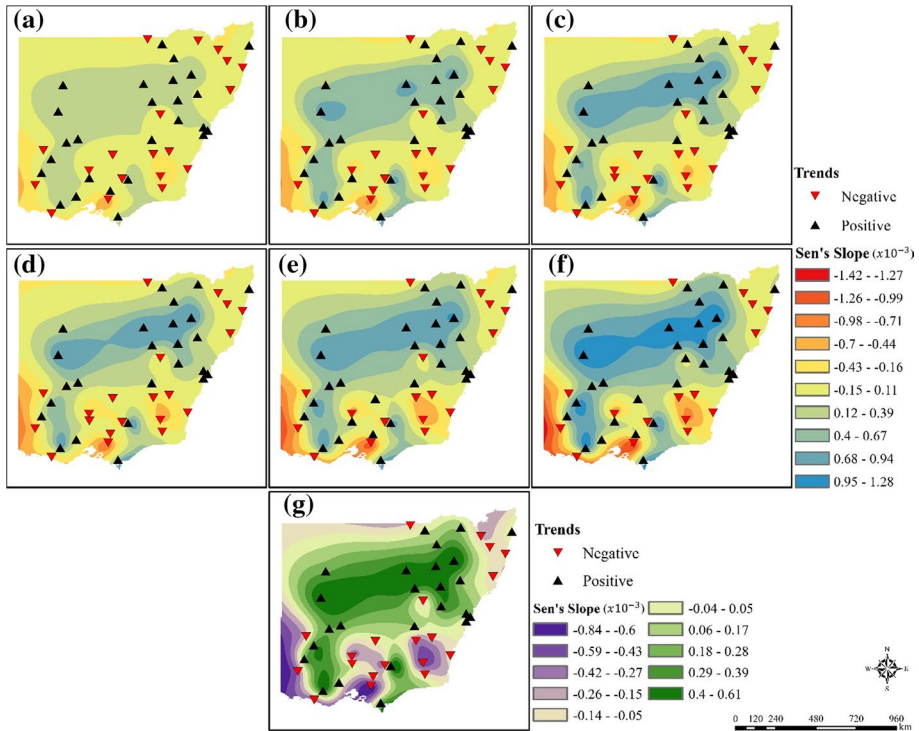 (a)
(b)
(c)
(d)
(e)
(f)
(g)
Trends
Negative
Positive
Sen's Slope (x10⁻³)
-1.42 - -1.27
-1.26 - -0.99
-0.98 - -0.71
-0.7 - -0.44
-0.43 - -0.16
-0.15 - 0.11
0.12 - 0.39
0.4 - 0.67
0.68 - 0.94
0.95 - 1.28
Trends
Negative
Positive
Sen's Slope (x10⁻³)
-0.84 - -0.6
-0.59 - -0.43
-0.42 - -0.27
-0.26 - -0.15
-0.14 - -0.05
-0.04 - 0.05
0.06 - 0.17
0.18 - 0.28
0.29 - 0.39
0.4 - 0.61
N
W E
S
0 120 240 480 720 960
km